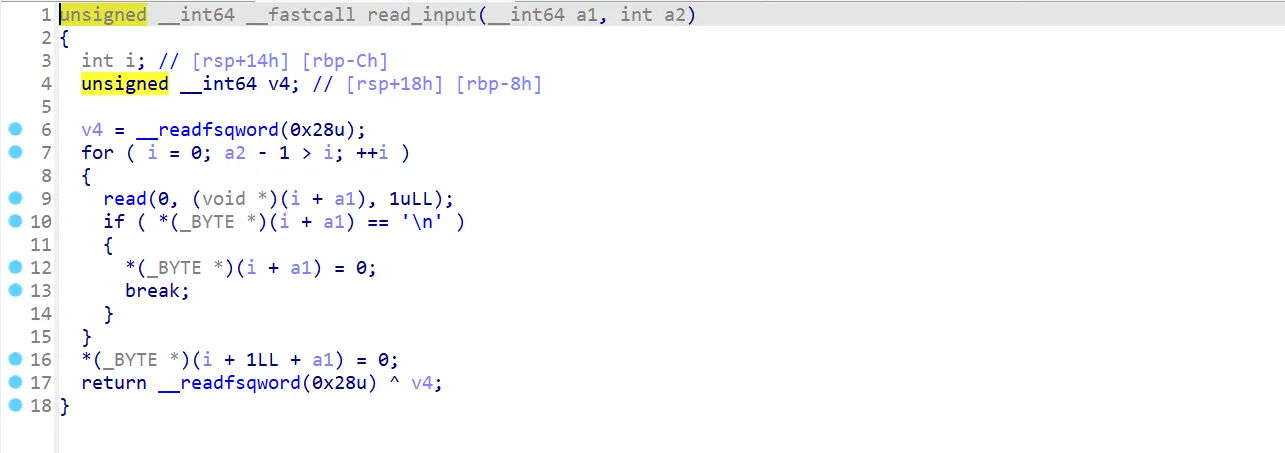 1 unsigned __int64 __fastcall read_input(__int64 a1, int a2)
2 {
3   int i; // [rsp+14h] [rbp-Ch]
4   unsigned __int64 v4; // [rsp+18h] [rbp-8h]
5
6   v4 = __readfsqword(0x28u);
7   for ( i = 0; a2 - 1 > i; ++i )
8   {
9     read(0, (void *)(i + a1), 1uLL);
10     if ( *(_BYTE *)(i + a1) == '\n' )
11     {
12       *(_BYTE *)(i + a1) = 0;
13       break;
14     }
15   }
16   *(_BYTE *)(i + 1LL + a1) = 0;
17   return __readfsqword(0x28u) ^ v4;
18 }